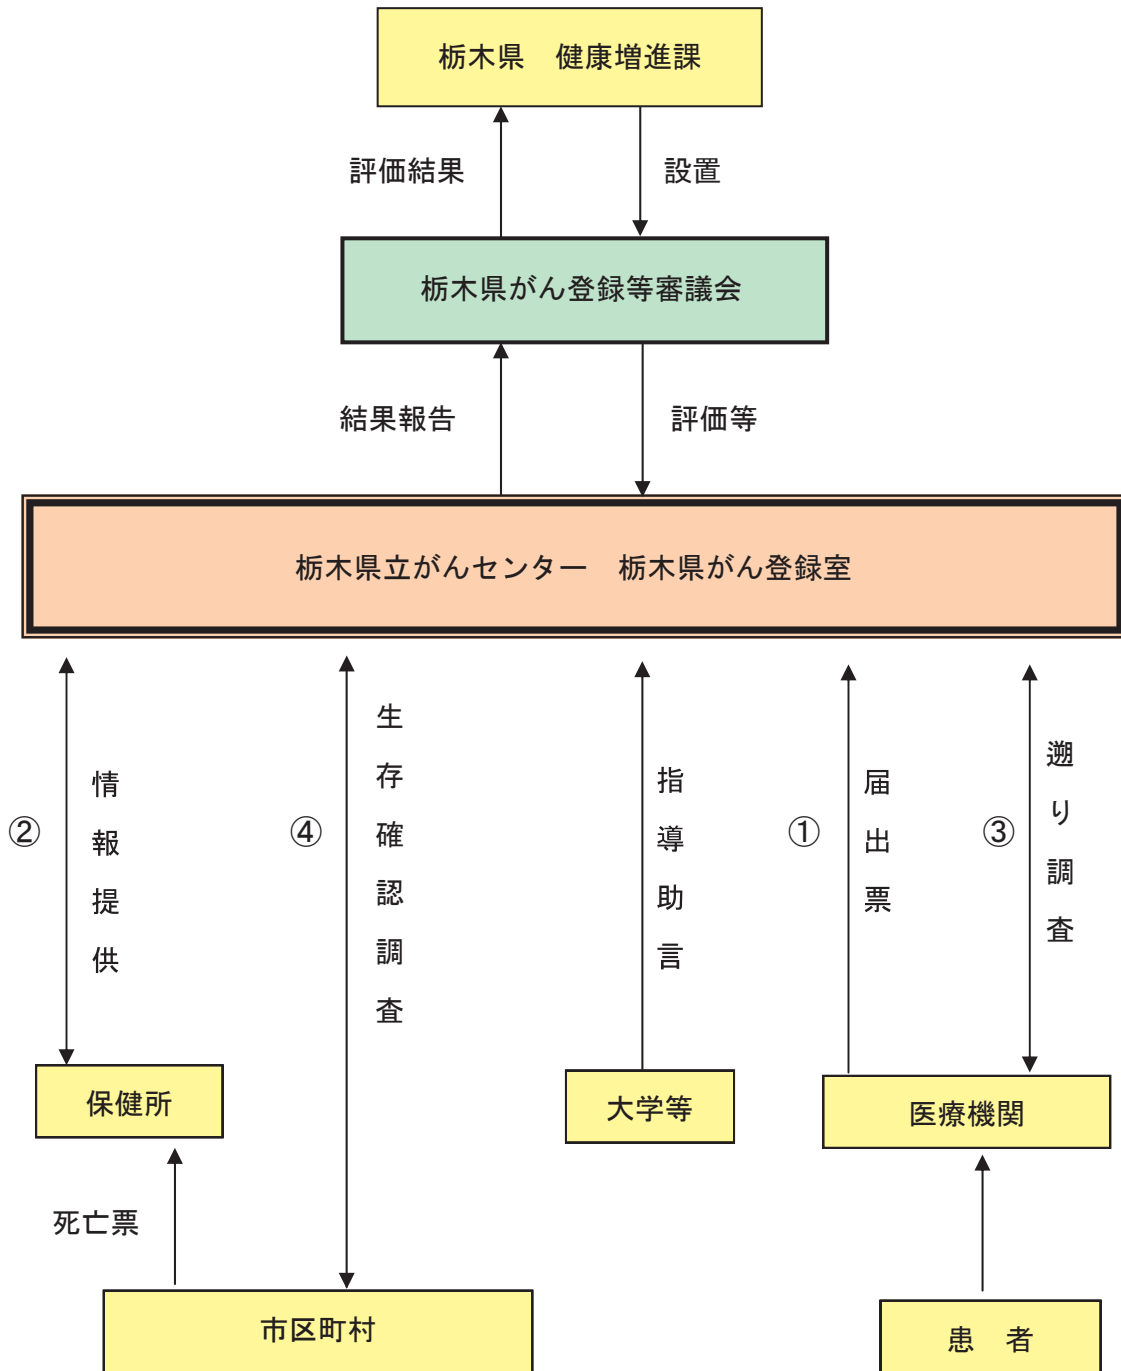 栃木県　健康増進課
評価結果
設置
栃木県がん登録等審議会
結果報告
評価等
栃木県立がんセンター　栃木県がん登録室
②
情報提供
④
生存確認調査
指導助言
①
届出票
③
遡り調査
保健所
大学等
医療機関
死亡票
市区町村
患　者